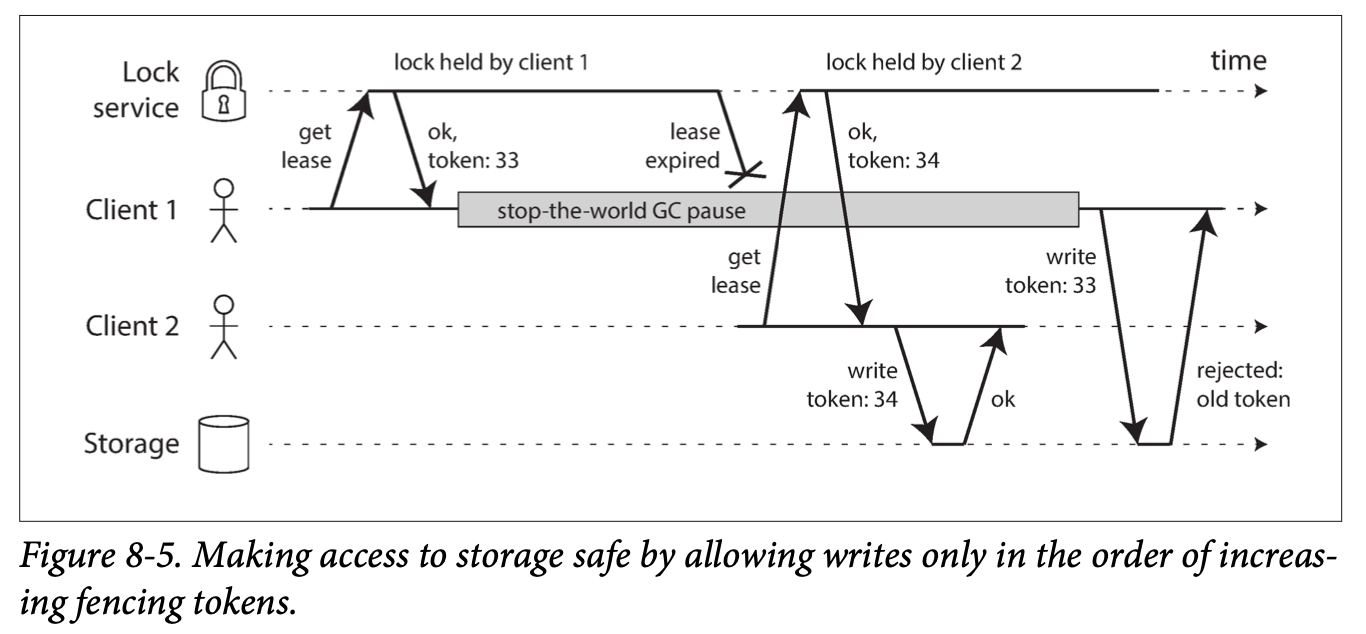 lock held by client 1
lock held by client 2
time
Lock
service
get
lease
ok,
token: 33
lease
expired
ok,
token: 34
Client 1
stop-the-world GC pause
get
lease
write
token: 33
Client 2
write
token: 34
ok
rejected:
old token
Storage
Figure 8-5. Making access to storage safe by allowing writes only in the order of increas-
ing fencing tokens.